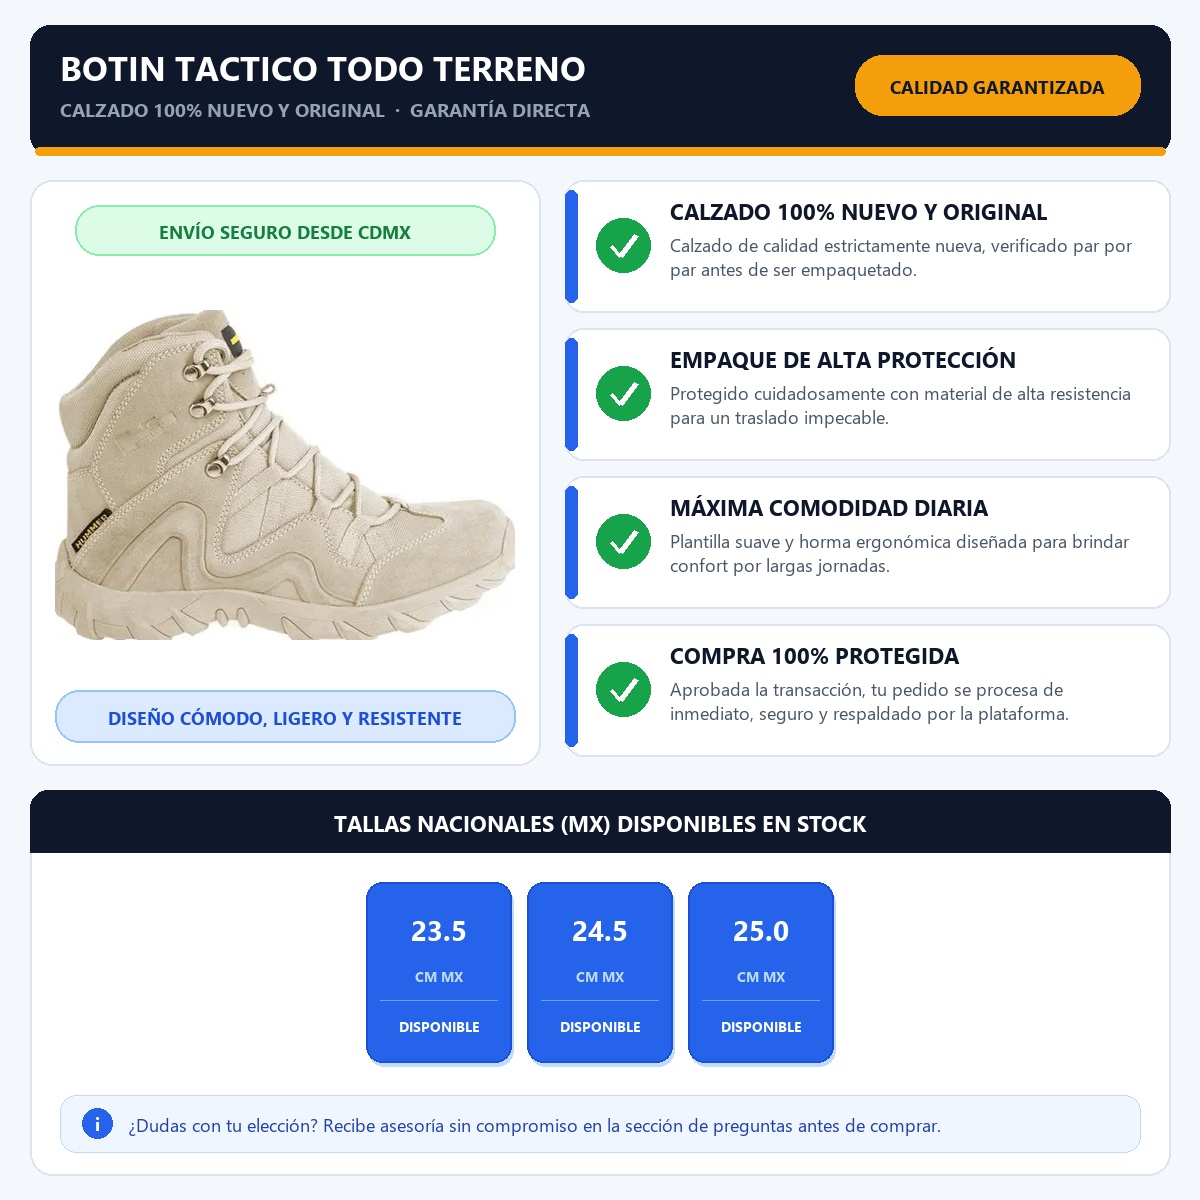 BOTIN TACTICO TODO TERRENO
CALZADO 100% NUEVO Y ORIGINAL · GARANTÍA DIRECTA
CALIDAD GARANTIZADA
ENVÍO SEGURO DESDE CDMX
HUMMER
DISEÑO CÓMODO, LIGERO Y RESISTENTE
CALZADO 100% NUEVO Y ORIGINAL
Calzado de calidad estrictamente nueva, verificado par por
par antes de ser empaquetado.
EMPAQUE DE ALTA PROTECCIÓN
Protegido cuidadosamente con material de alta resistencia
para un traslado impecable.
MÁXIMA COMODIDAD DIARIA
Plantilla suave y horma ergonómica diseñada para brindar
confort por largas jornadas.
COMPRA 100% PROTEGIDA
Aprobada la transacción, tu pedido se procesa de
inmediato, seguro y respaldado por la plataforma.
TALLAS NACIONALES (MX) DISPONIBLES EN STOCK
23.5
CM MX
DISPONIBLE
24.5
CM MX
DISPONIBLE
25.0
CM MX
DISPONIBLE
¿Dudas con tu elección? Recibe asesoría sin compromiso en la sección de preguntas antes de comprar.